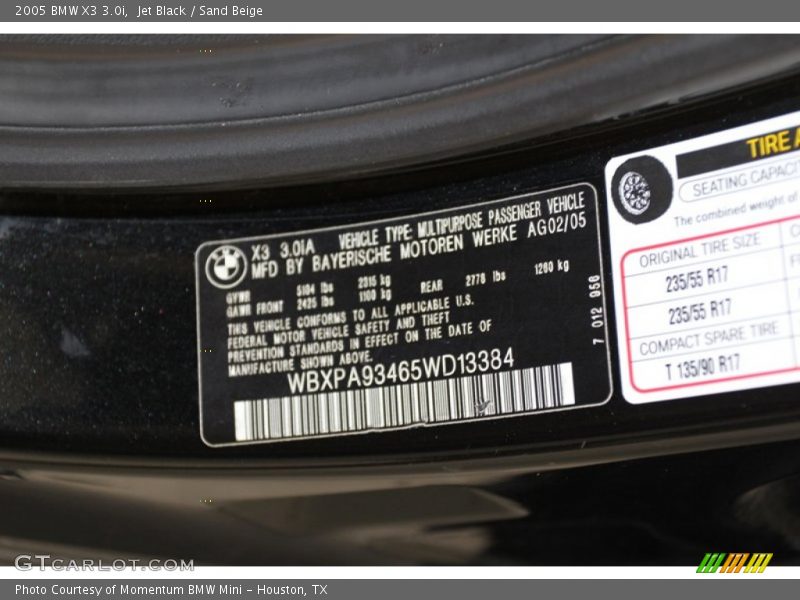 2005 BMW X3 3.0i, Jet Black / Sand Beige
TIRE A
SEATING CAPACIT
The combined weight of
ORIGINAL TIRE SIZE
235/55 R17
235/55 R17
COMPACT SPARE TIRE
T 135/90 R17
BMW
X3 3.0IA VEHICLE TYPE: MULTIPURPOSE PASSENGER VEHICLE
MFD BY BAYERISCHE MOTOREN WERKE AG 02/05
GVWR 5104 lbs 2315 kg
GAWR FRONT 2425 lbs 1100 kg REAR 2778 lbs 1260 kg
THIS VEHICLE CONFORMS TO ALL APPLICABLE U.S.
FEDERAL MOTOR VEHICLE SAFETY AND THEFT
PREVENTION STANDARDS IN EFFECT ON THE DATE OF
MANUFACTURE SHOWN ABOVE.
WBXPA93465WD13384
7 012 958
GTCARLOT.COM
Photo Courtesy of Momentum BMW Mini - Houston, TX